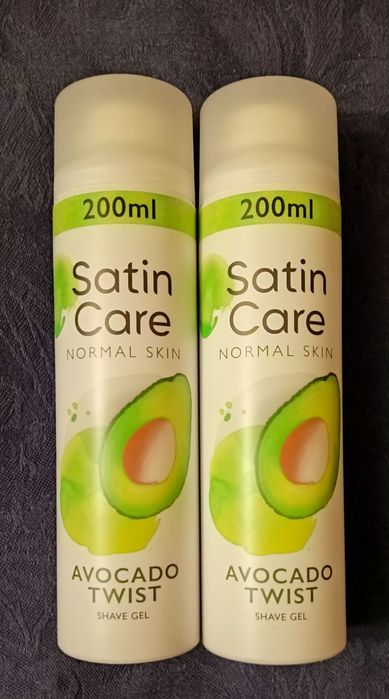 200ml
Satin
Care
NORMAL SKIN
AVOCADO
TWIST
SHAVE GEL
200ml
Satin
Care
NORMAL SKIN
AVOCADO
TWIST
SHAVE GEL